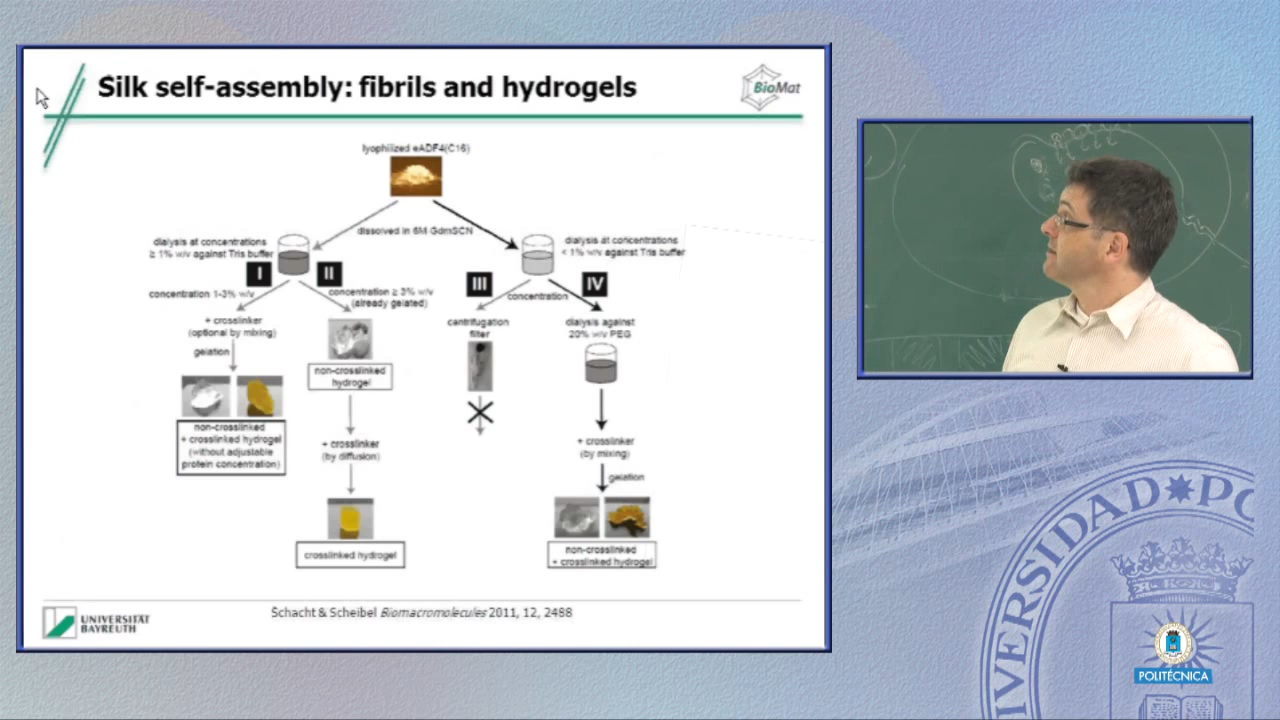 Silk self-assembly: fibrils and hydrogels
BioMat
lyophilized eADF4(C16)
dissolved in 6M GdmSCN
dialysis at concentrations
≥ 1% w/v against Tris buffer
dialysis at concentrations
< 1% w/v against Tris buffer
I
II
III
IV
concentration 1-3% w/v
concentration ≥ 3% w/v
(already gelated)
concentration
+ crosslinker
(optional by mixing)
gelation
centrifugation
filter
dialysis against
20% w/v PEG
non-crosslinked
hydrogel
non-crosslinked
+ crosslinked hydrogel
(without adjustable
protein concentration)
+ crosslinker
(by diffusion)
+ crosslinker
(by mixing)
gelation
crosslinked hydrogel
non-crosslinked
+ crosslinked hydrogel
Schacht & Scheibel Biomacromolecules 2011, 12, 2488
UNIVERSITÄT
BAYREUTH
IVERSIDAD PO
POLITÉCNICA